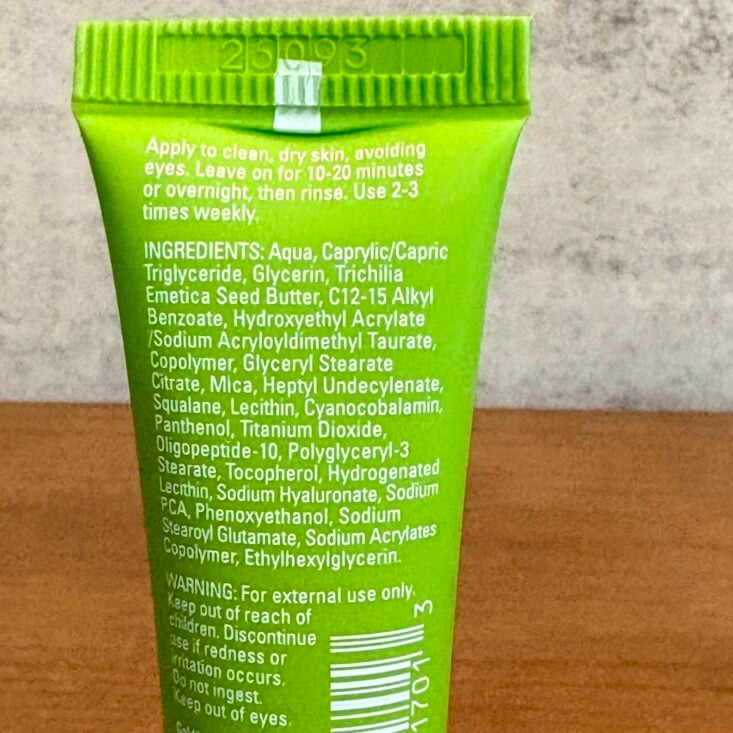 25093
Apply to clean, dry skin, avoiding
eyes. Leave on for 10-20 minutes
or overnight, then rinse. Use 2-3
times weekly.
INGREDIENTS: Aqua, Caprylic/Capric
Triglyceride, Glycerin, Trichilia
Emetica Seed Butter, C12-15 Alkyl
Benzoate, Hydroxyethyl Acrylate
/Sodium Acryloyldimethyl Taurate,
Copolymer, Glyceryl Stearate
Citrate, Mica, Heptyl Undecylenate,
Squalane, Lecithin, Cyanocobalamin,
Panthenol, Titanium Dioxide,
Oligopeptide-10, Polyglyceryl-3
Stearate, Tocopherol, Hydrogenated
Lecithin, Sodium Hyaluronate, Sodium
PCA, Phenoxyethanol, Sodium
Stearoyl Glutamate, Sodium Acrylates
Copolymer, Ethylhexylglycerin.
WARNING: For external use only.
Keep out of reach of
children. Discontinue
use if redness or
irritation occurs.
Do not ingest.
Keep out of eyes.
1701 3